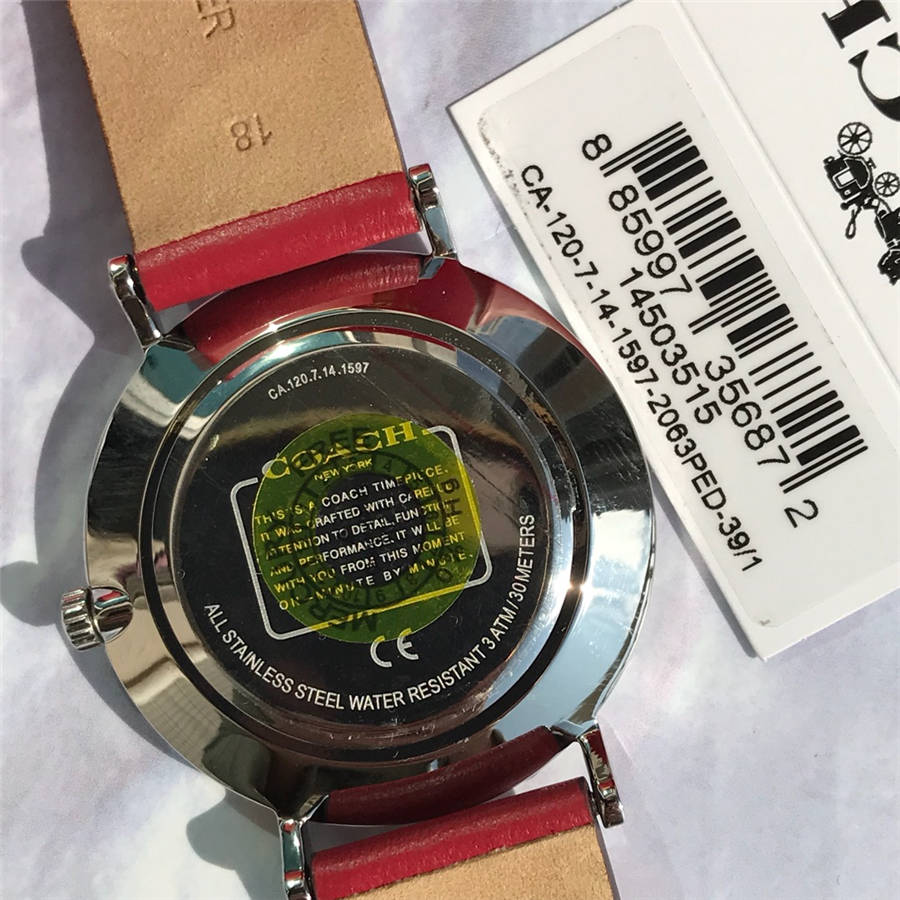 18
CA.120.7.14.1597
COACH
NEW YORK
THIS IS A COACH TIMEPIECE.
IT WAS CRAFTED WITH CAREFUL
ATTENTION TO DETAIL, FUNCTION
AND PERFORMANCE. IT WILL BE
WITH YOU FROM THIS MOMENT
ON, MINUTE BY MINUTE.
CE
ALL STAINLESS STEEL WATER RESISTANT 3 ATM / 30 METERS
8 85997 35687 2
14503515
CA-120-7-14-1597-2063PED-39/1